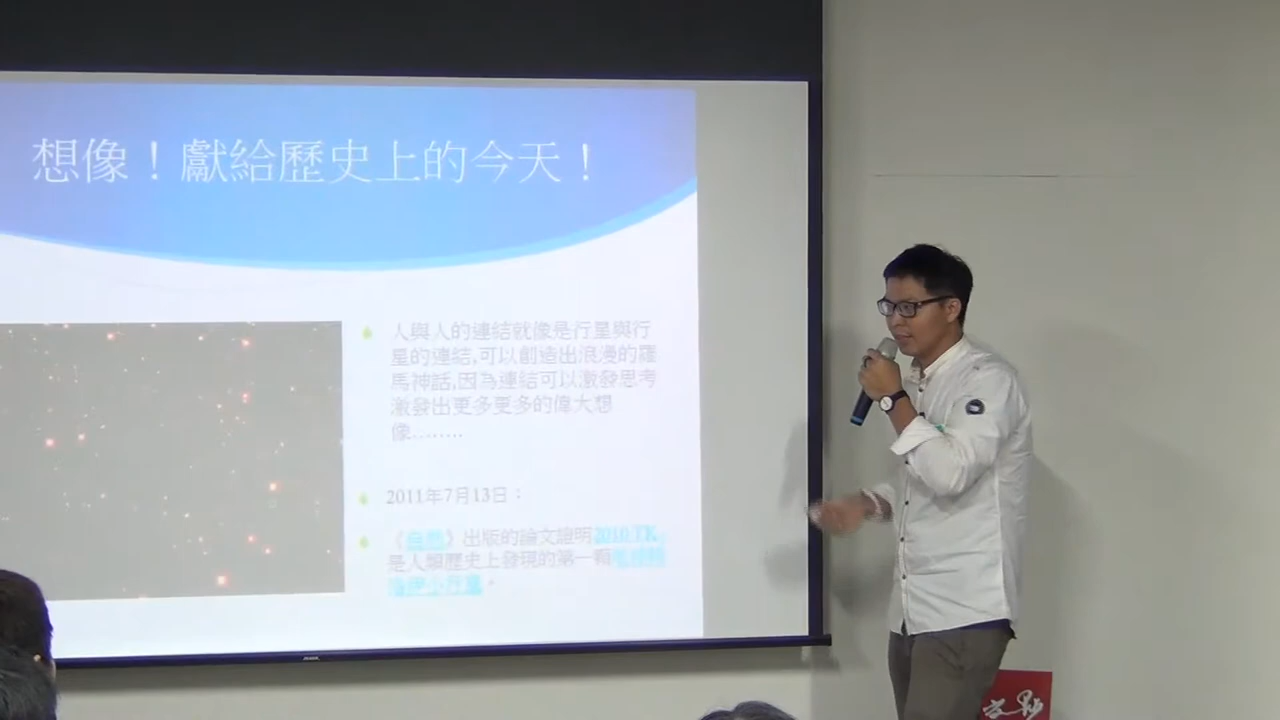 想像！獻給歷史上的今天！
人與人的連結就像是行星與行
星的連結,可以創造出浪漫的羅
馬神話,因為連結可以激發思考
激發出更多更多的偉大想
像........
2011年7月13日：
《自然》出版的論文證明2010 TK7
是人類歷史上發現的第一顆